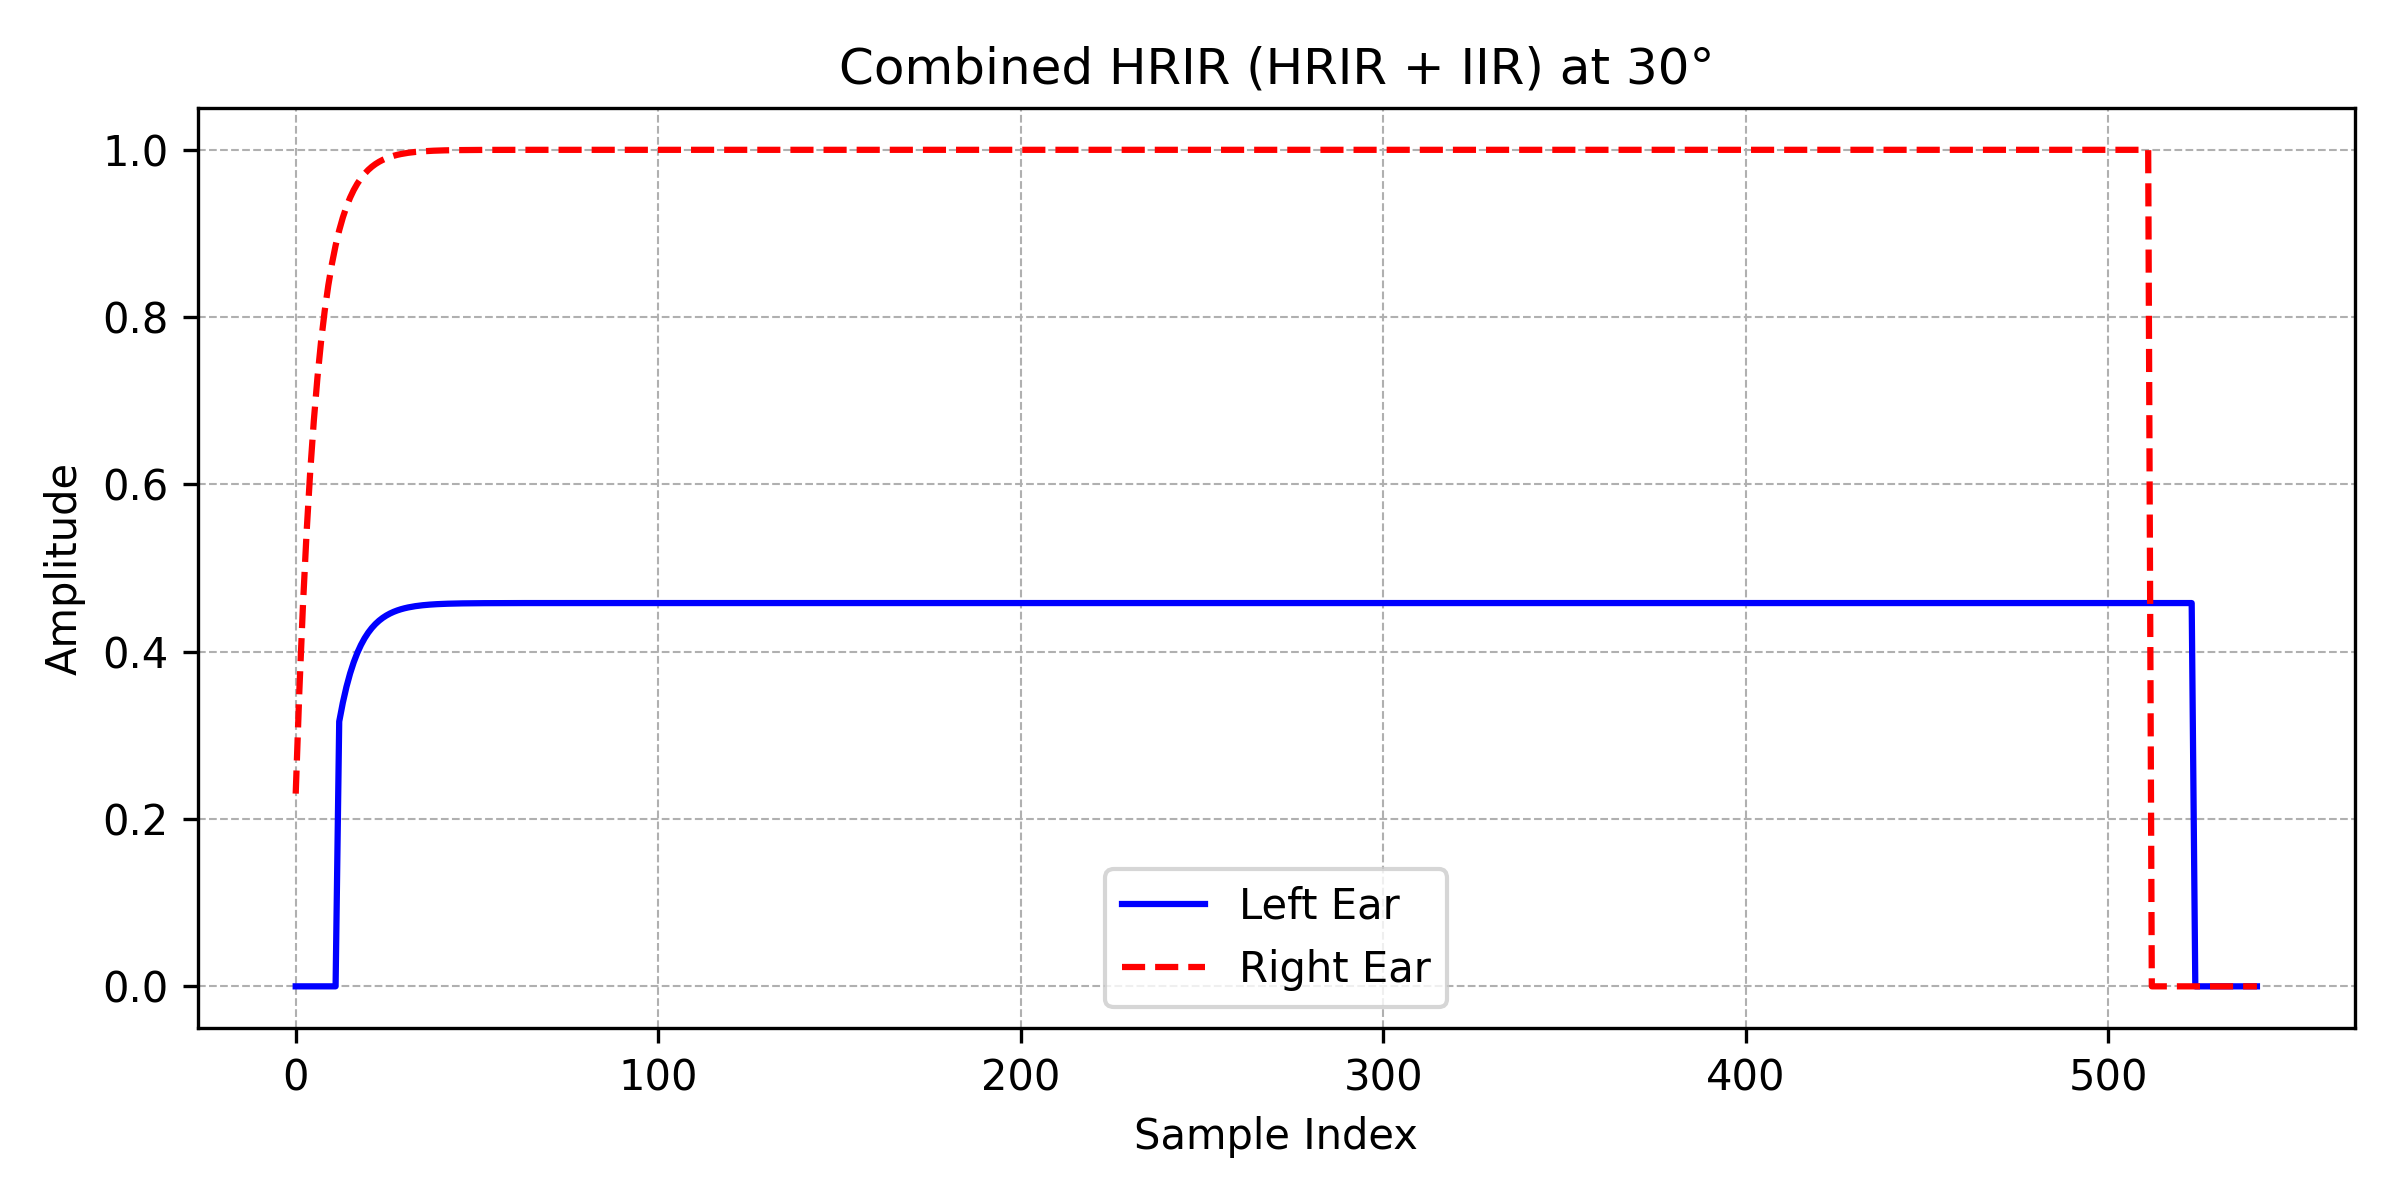 Combined HRIR (HRIR + IIR) at 30°
Amplitude
1.0
0.8
0.6
0.4
0.2
0.0
Left Ear
Right Ear
0 100 200 300 400 500
Sample Index